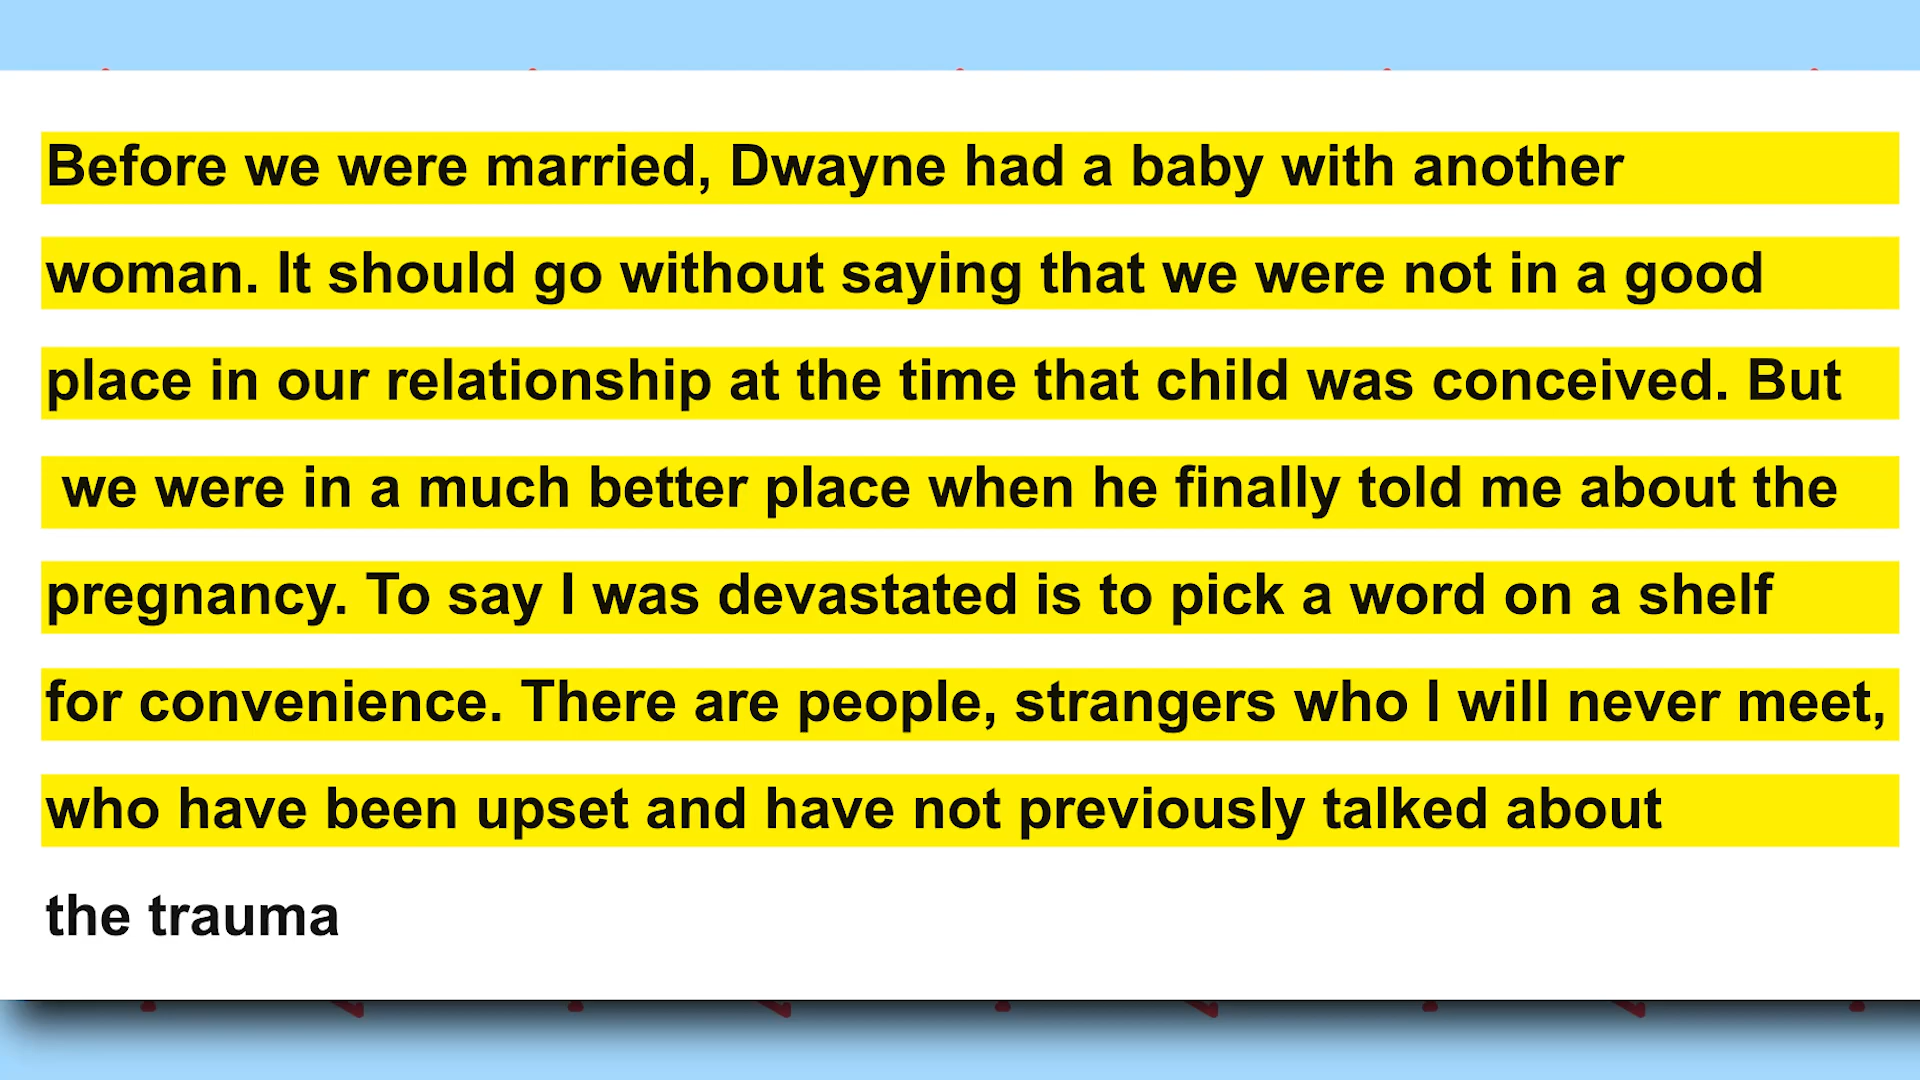 Before we were married, Dwayne had a baby with another
woman. It should go without saying that we were not in a good
place in our relationship at the time that child was conceived. But
we were in a much better place when he finally told me about the
pregnancy. To say I was devastated is to pick a word on a shelf
for convenience. There are people, strangers who I will never meet,
who have been upset and have not previously talked about
the trauma